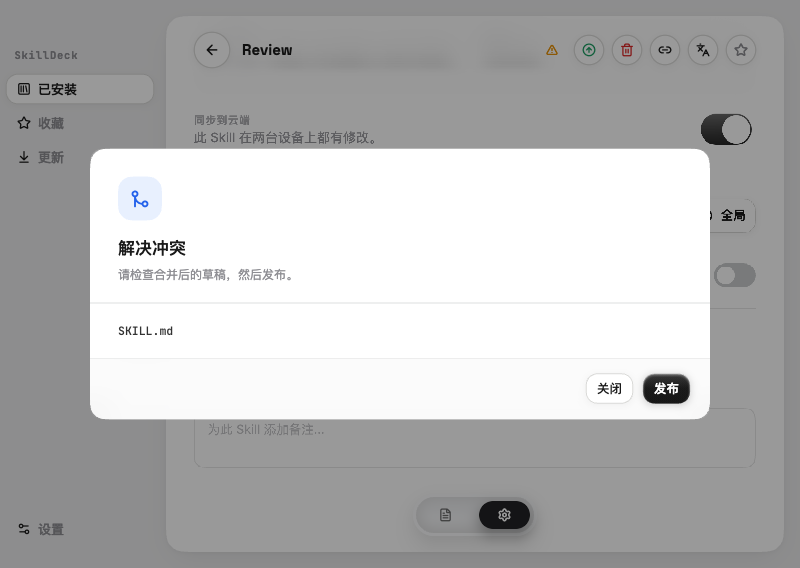 SkillDeck
已安装
收藏
更新
设置
Review
同步到云端
此 Skill 在两台设备上都有修改。
全局
解决冲突
请检查合并后的草稿，然后发布。
SKILL.md
关闭
发布
为此 Skill 添加备注...